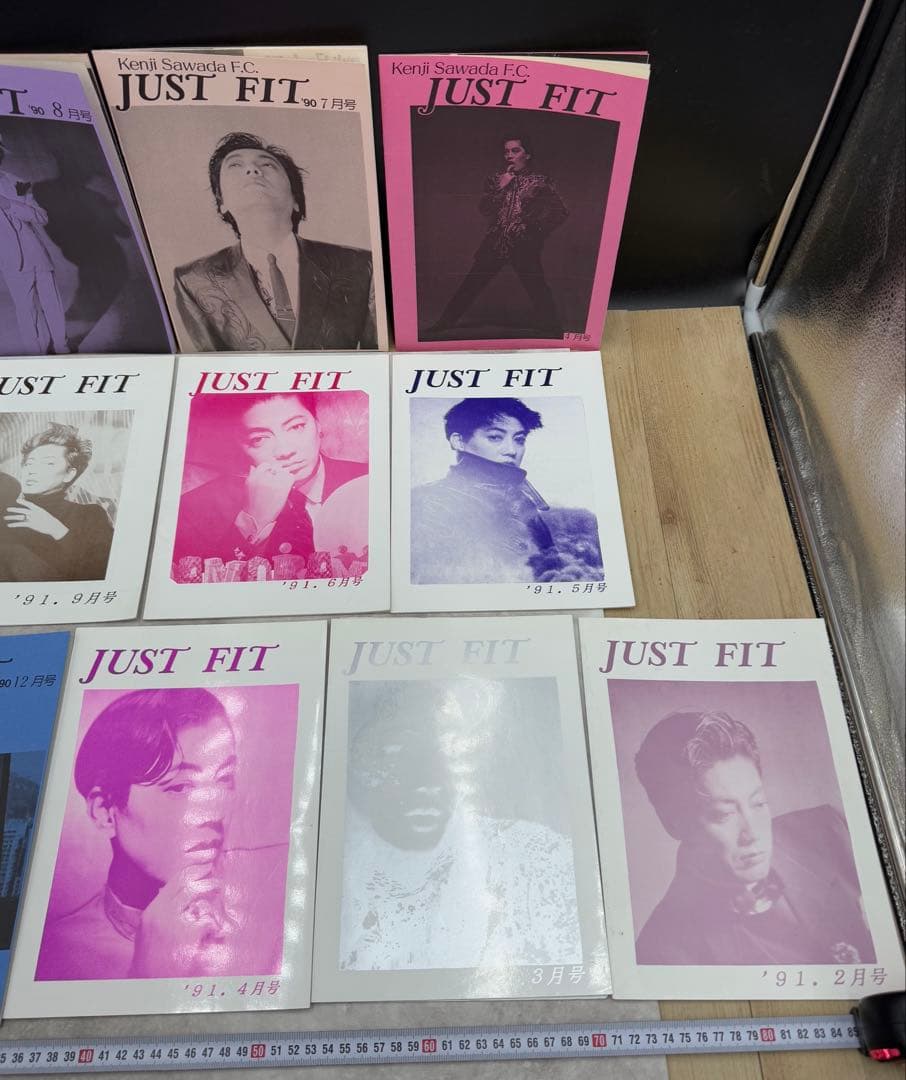 T
'90 8月号
Kenji Sawada F.C.
JUST FIT
'90 7月号
Kenji Sawada F.C.
JUST FIT
4月号
UST FIT
'91. 9月号
JUST FIT
'91. 6月号
JUST FIT
'91. 5月号
90 12月号
JUST FIT
'91. 4月号
JUST FIT
3月号
JUST FIT
'91. 2月号
5 36 37 38 39 40 41 42 43 44 45 46 47 48 49 50 51 52 53 54 55 56 57 58 59 60 61 62 63 64 65 66 67 68 69 70 71 72 73 74 75 76 77 78 79 80 81 82 83 84 85